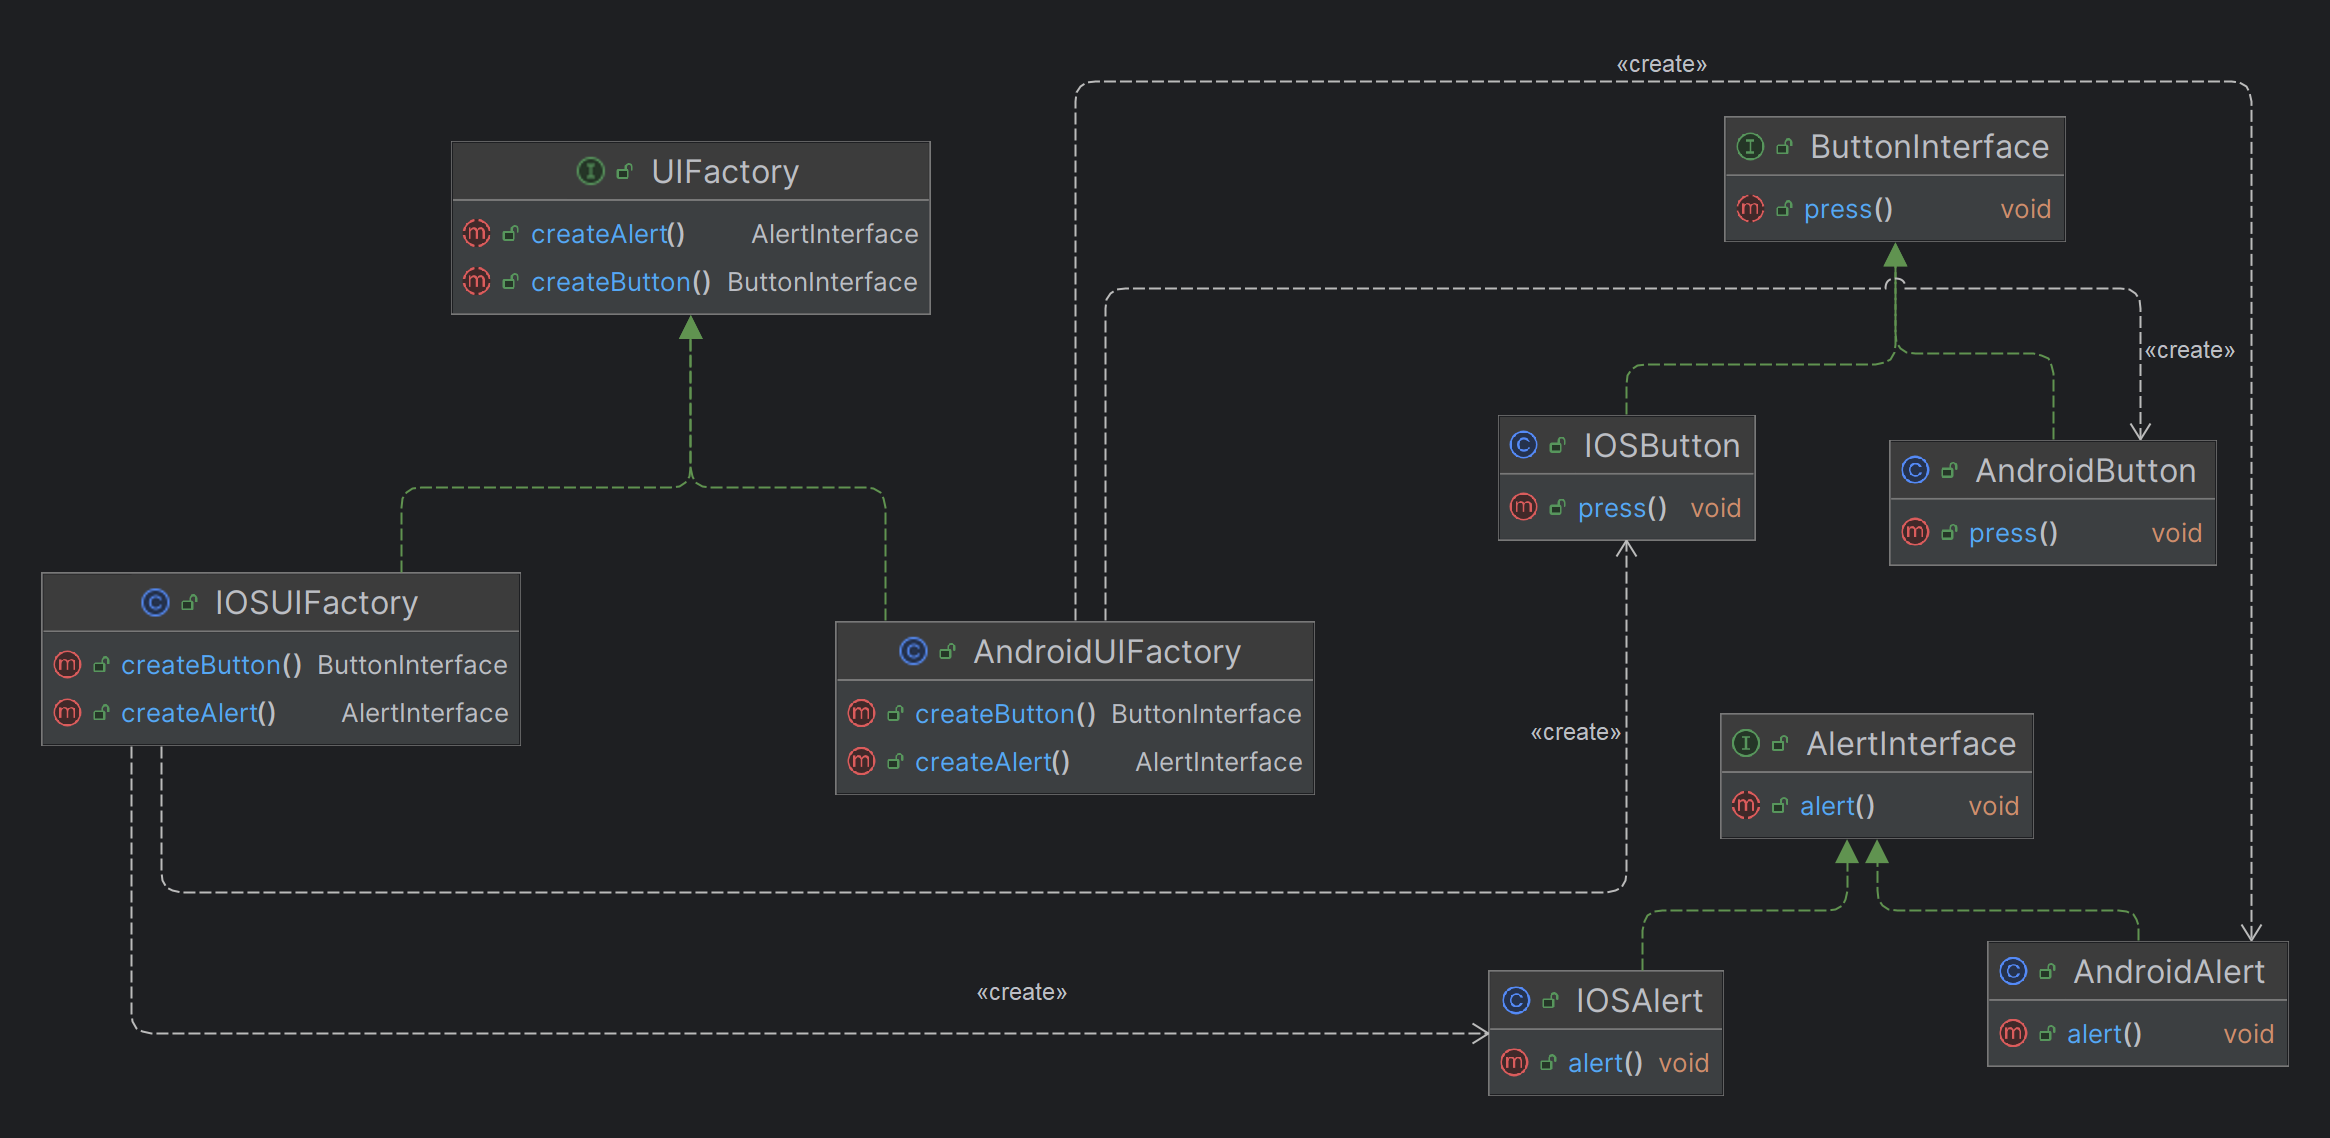 «create»
UIFactory
createAlert() AlertInterface
createButton() ButtonInterface
ButtonInterface
press() void
«create»
IOSButton
press() void
AndroidButton
press() void
IOSUIFactory
createButton() ButtonInterface
createAlert() AlertInterface
AndroidUIFactory
createButton() ButtonInterface
createAlert() AlertInterface
«create»
AlertInterface
alert() void
«create»
IOSAlert
alert() void
AndroidAlert
alert() void